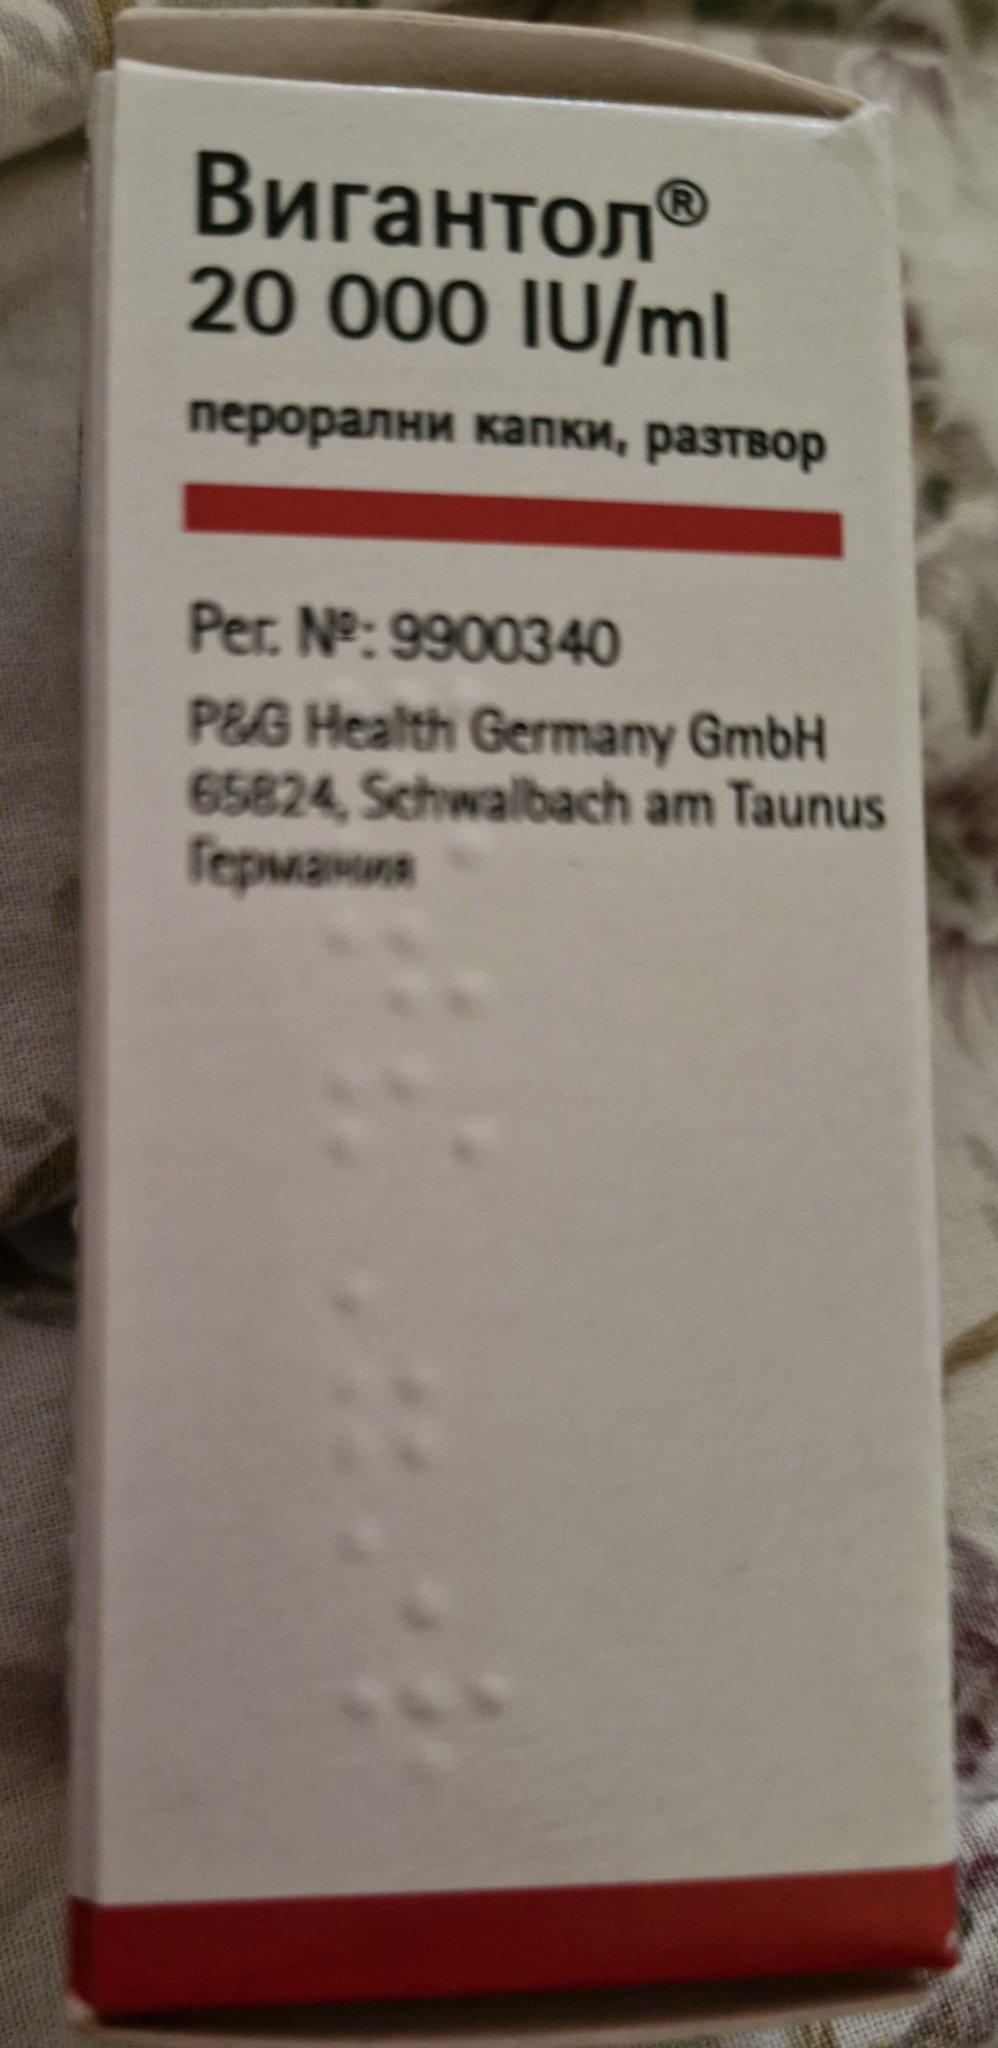 Вигантол®
20 000 IU/ml
перорални капки, разтвор
Рег. №: 9900340
P&G Health Germany GmbH
65824, Schwalbach am Taunus
Германия